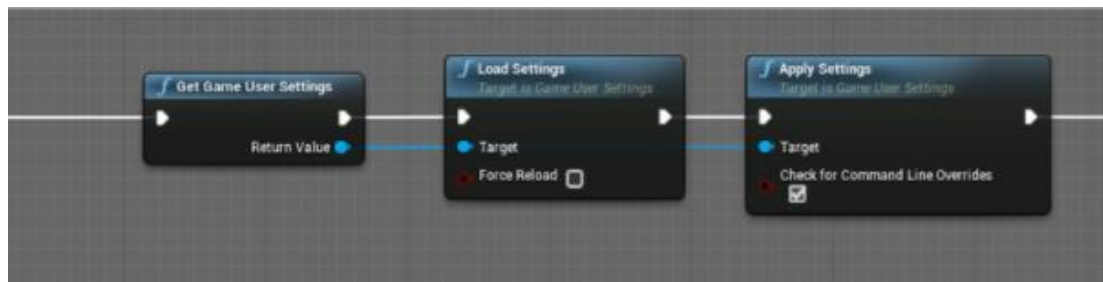 Get Game User Settings
Return Value
Load Settings
Target is Game User Settings
Target
Force Reload
Apply Settings
Target is Game User Settings
Target
Check for Command Line Overrides